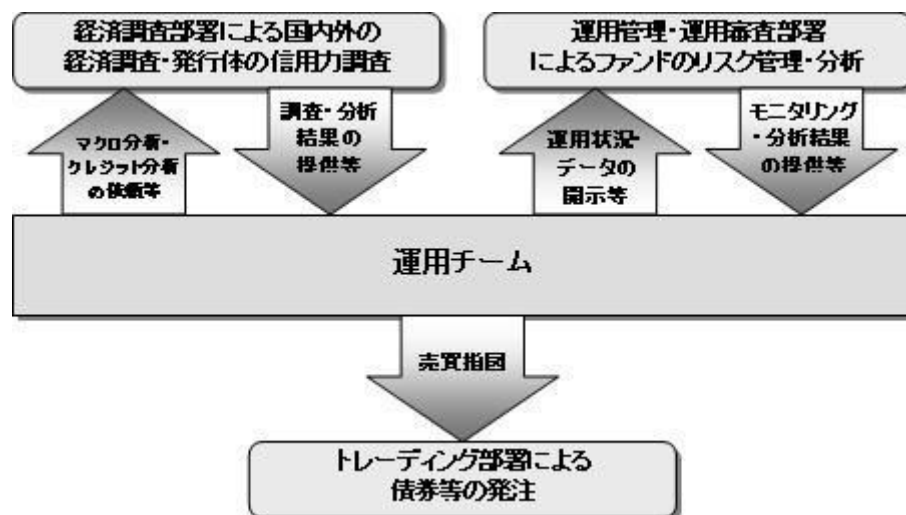 経済調査部署による国内外の
経済調査・発行体の信用力調査
運用管理・運用審査部署
によるファンドのリスク管理・分析
マクロ分析・
クレジット分析
の依頼等
調査・分析
結果の
提供等
運用状況・
データの
開示等
モニタリング
・分析結果
の提供等
運用チーム
売買指図
トレーディング部署による
債券等の発注